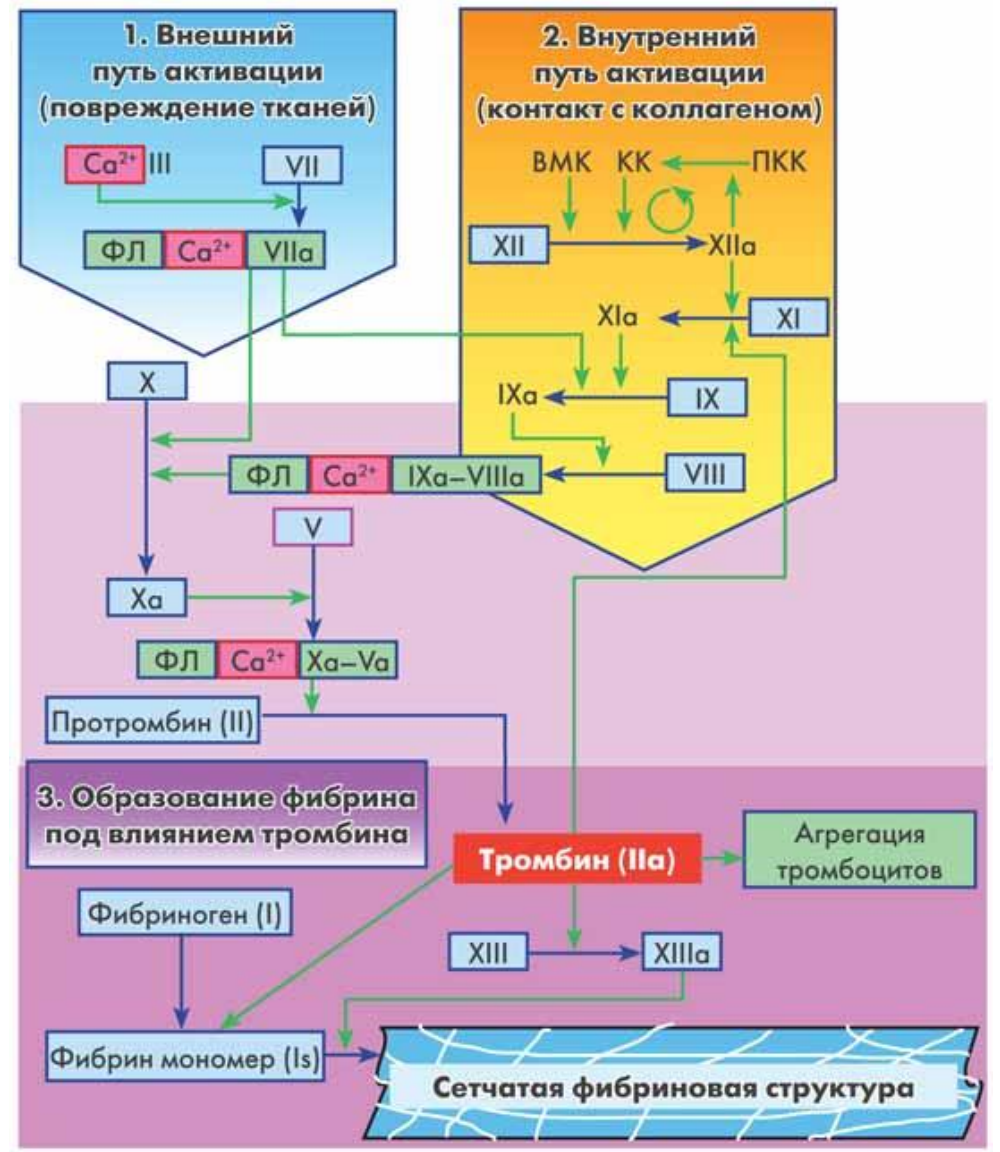 1. Внешний
путь активации
(повреждение тканей)
2. Внутренний
путь активации
(контакт с коллагеном)
Ca²⁺ III
VII
ВМК
КК
ПКК
ФЛ
Ca²⁺
VIIa
XII
XIIa
XIa
XI
X
IXa
IX
ФЛ
Ca²⁺
IXa–VIIIa
VIII
V
Xa
ФЛ
Ca²⁺
Xa–Va
Протромбин (II)
3. Образование фибрина
под влиянием тромбина
Тромбин (IIa)
Агрегация
тромбоцитов
Фибриноген (I)
XIII
XIIIa
Фибрин мономер (Is)
Сетчатая фибриновая структура